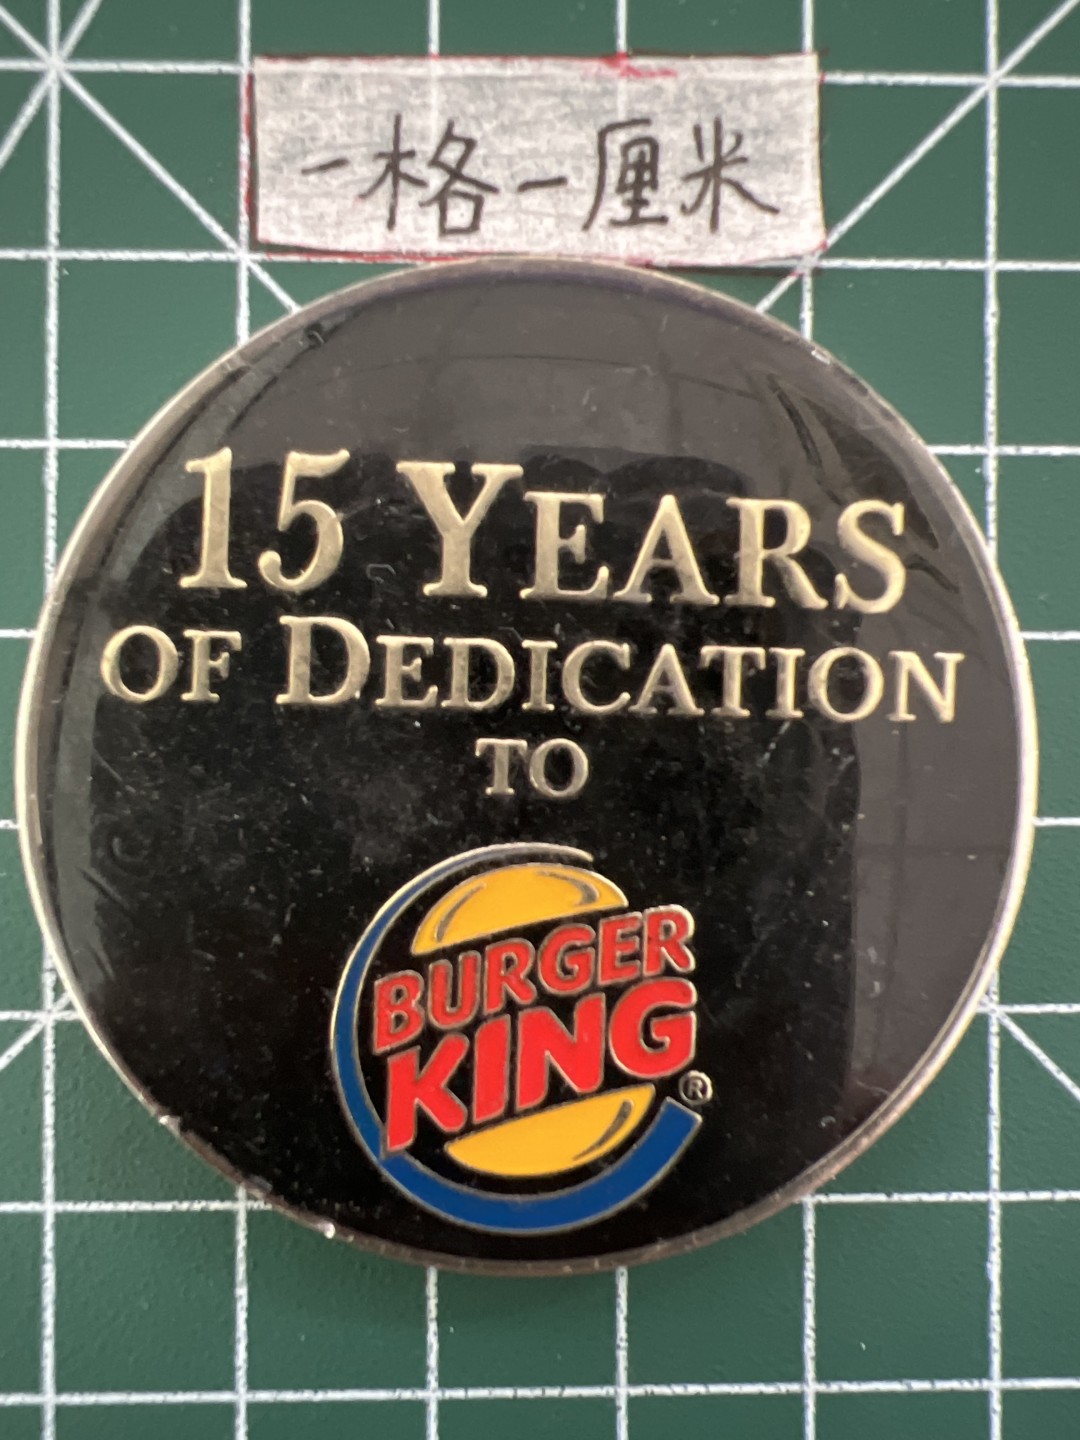 一格一厘米
15 YEARS
OF DEDICATION
TO
BURGER
KING
®